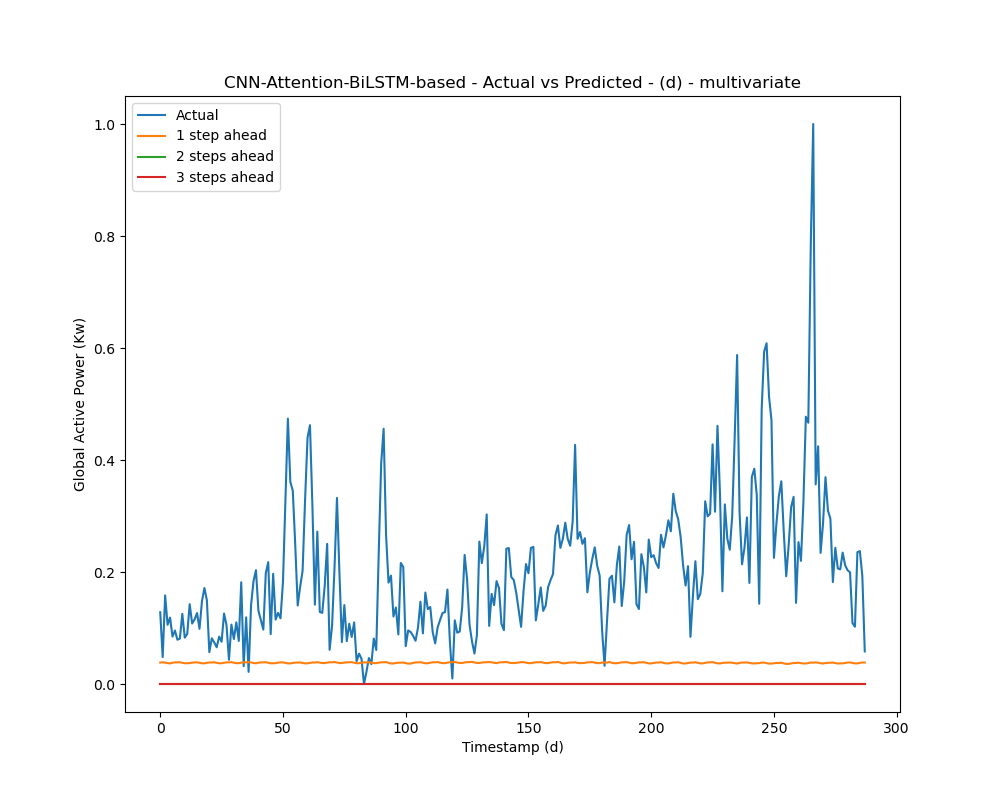 CNN-Attention-BiLSTM-based - Actual vs Predicted - (d) - multivariate
Actual
1 step ahead
2 steps ahead
3 steps ahead
1.0
0.8
0.6
0.4
0.2
0.0
Global Active Power (Kw)
0 50 100 150 200 250 300
Timestamp (d)